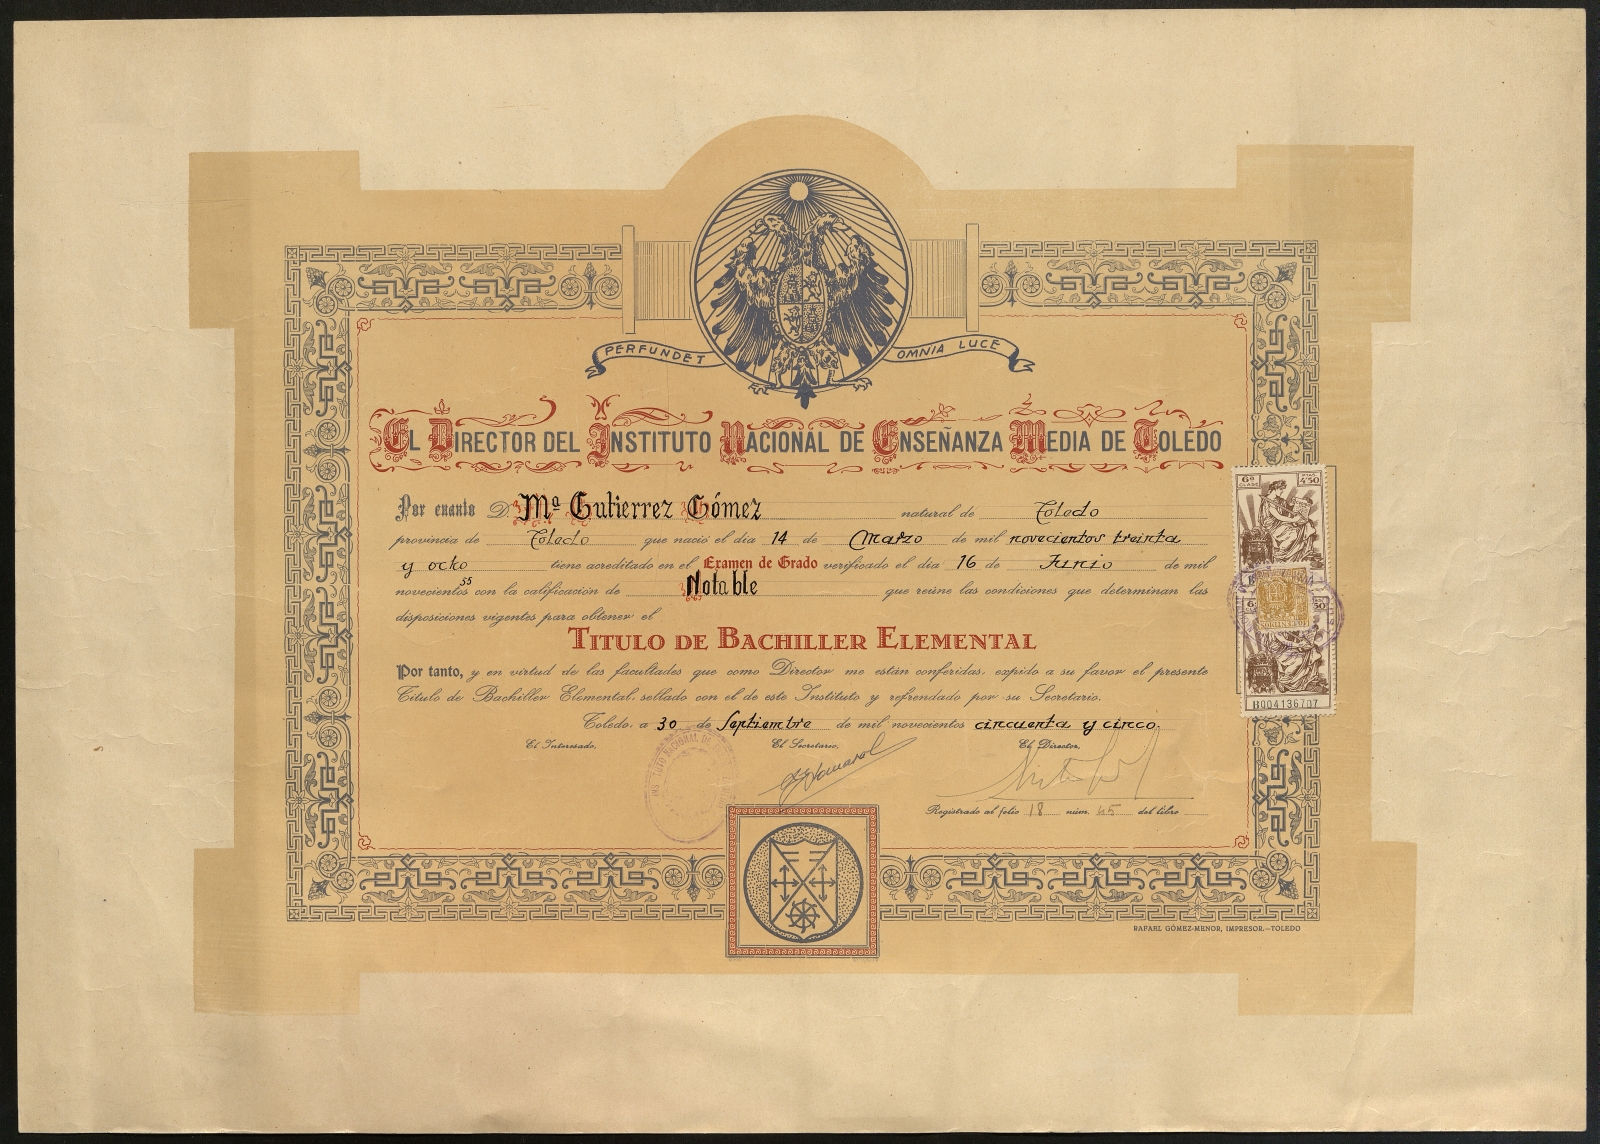 PERFUNDET OMNIA LUCE
EL DIRECTOR DEL INSTITUTO NACIONAL DE ENSEÑANZA MEDIA DE TOLEDO
Por cuanto D. Mª Gutierrez Gómez natural de Toledo
provincia de Toledo que nació el día 14 de Marzo de mil novecientos treinta
y ocho tiene acreditado en el Examen de Grado verificado el día 16 de Junio de mil
novecientos 55 con la calificación de Notable que reúne las condiciones que determinan las
disposiciones vigentes para obtener el
TITULO DE BACHILLER ELEMENTAL
Por tanto, y en virtud de las facultades que como Director me están conferidas, expido a su favor el presente
Título de Bachiller Elemental, sellado con el de este Instituto y refrendado por su Secretario.
Toledo, a 30 de Septiembre de mil novecientos cincuenta y cinco.
El Interesado, El Secretario, El Director,
Registrado al folio 18 núm. 45 del libro
RAFAEL GÓMEZ-MENOR, IMPRESOR.—TOLEDO
6ª CLASE PTAS 4'50
B004136707